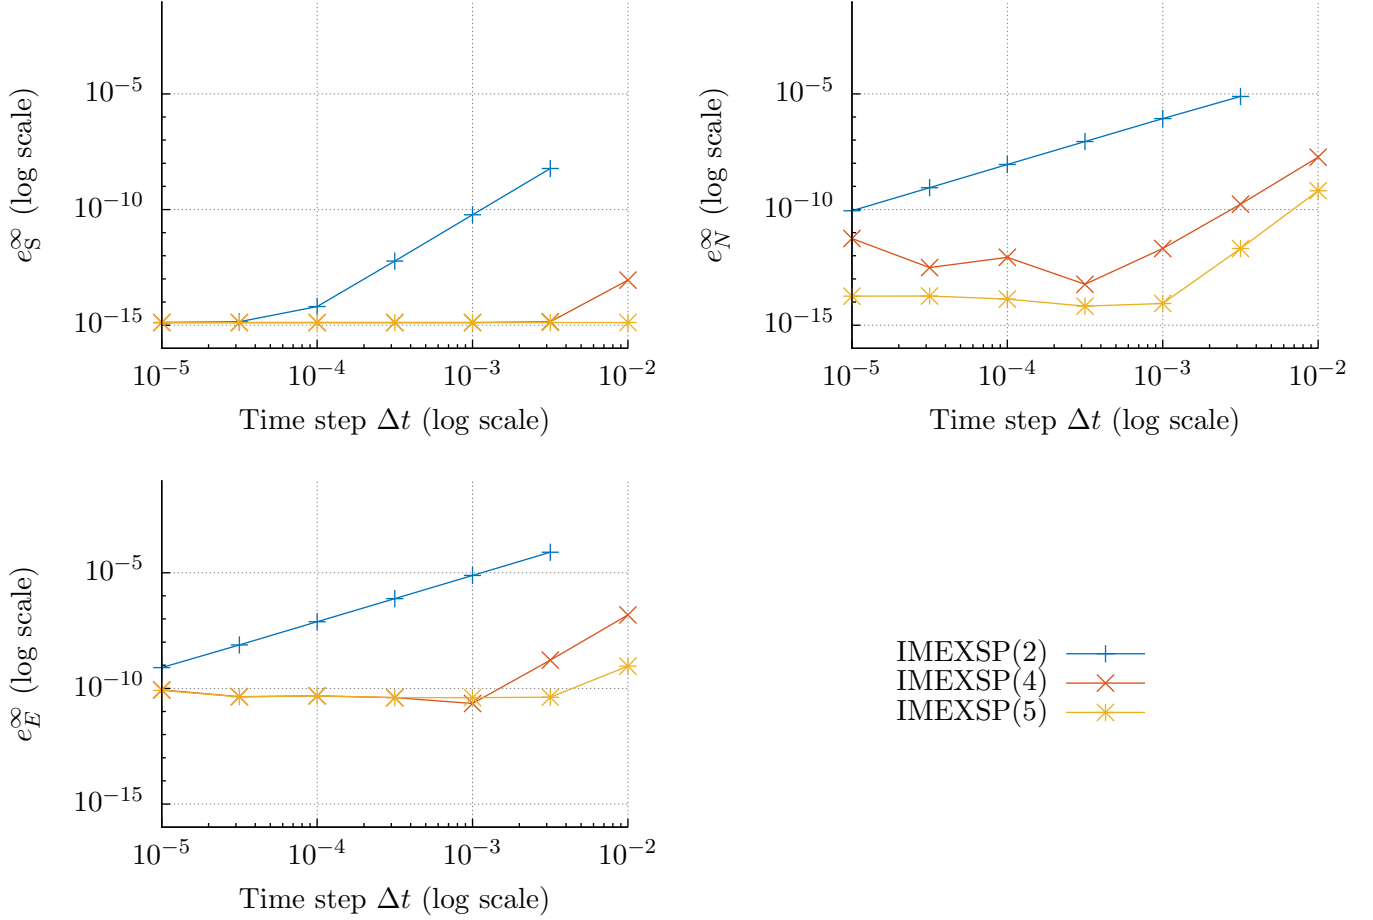 e_S^∞ (log scale)
10^−5
10^−10
10^−15
10^−5 10^−4 10^−3 10^−2
Time step Δt (log scale)
e_N^∞ (log scale)
10^−5
10^−10
10^−15
10^−5 10^−4 10^−3 10^−2
Time step Δt (log scale)
e_E^∞ (log scale)
10^−5
10^−10
10^−15
10^−5 10^−4 10^−3 10^−2
Time step Δt (log scale)
IMEXSP(2)
IMEXSP(4)
IMEXSP(5)